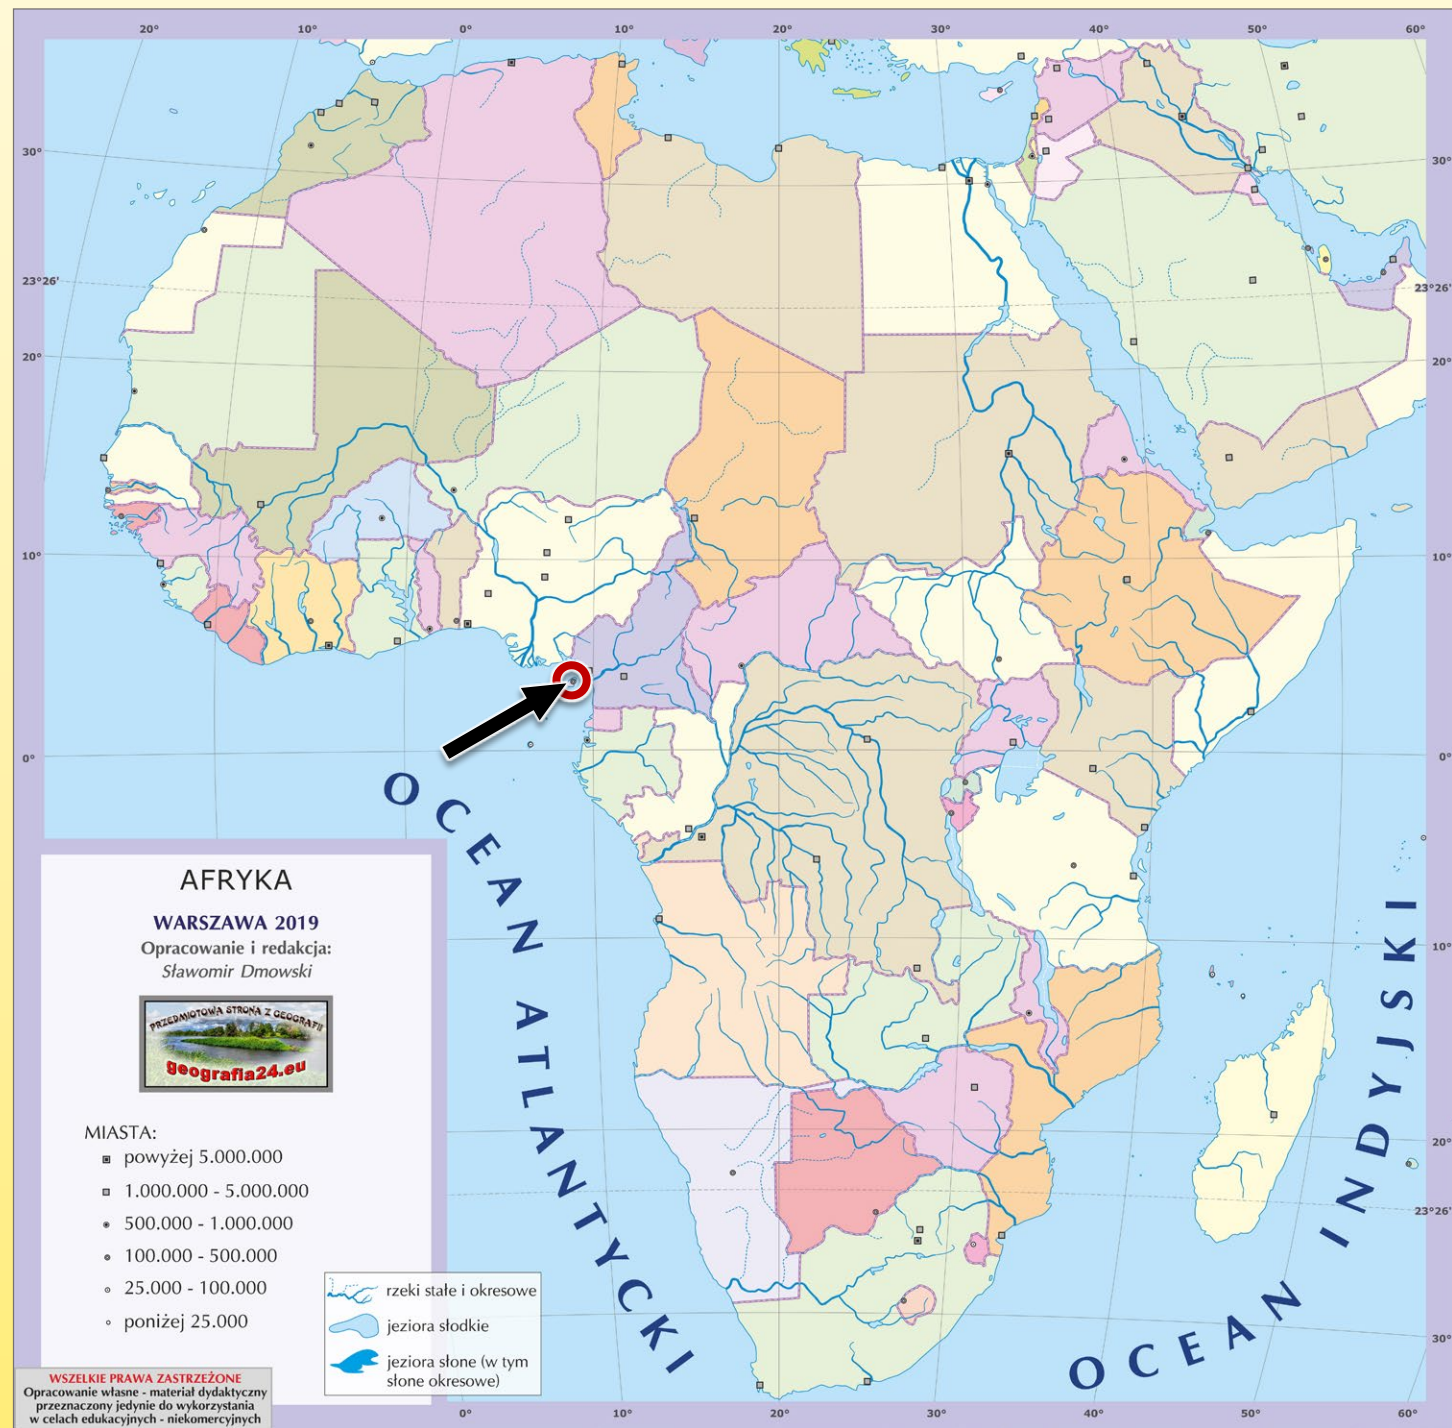 20° 10° 0° 10° 20° 30° 40° 50° 60°
30° 30°
23°26' 23°26'
20° 20°
10° 10°
0° 0°
10°
20°
23°26'
30°
OCEAN ATLANTYCKI
OCEAN INDYJSKI
AFRYKA
WARSZAWA 2019
Opracowanie i redakcja:
Sławomir Dmowski
PRZEDMIOTOWA STRONA Z GEOGRAFII
geografia24.eu
MIASTA:
powyżej 5.000.000
1.000.000 - 5.000.000
500.000 - 1.000.000
100.000 - 500.000
25.000 - 100.000
poniżej 25.000
rzeki stałe i okresowe
jeziora słodkie
jeziora słone (w tym
słone okresowe)
WSZELKIE PRAWA ZASTRZEŻONE
Opracowanie własne - materiał dydaktyczny
przeznaczony jedynie do wykorzystania
w celach edukacyjnych - niekomercyjnych
0° 10° 20° 30° 40° 50° 60°